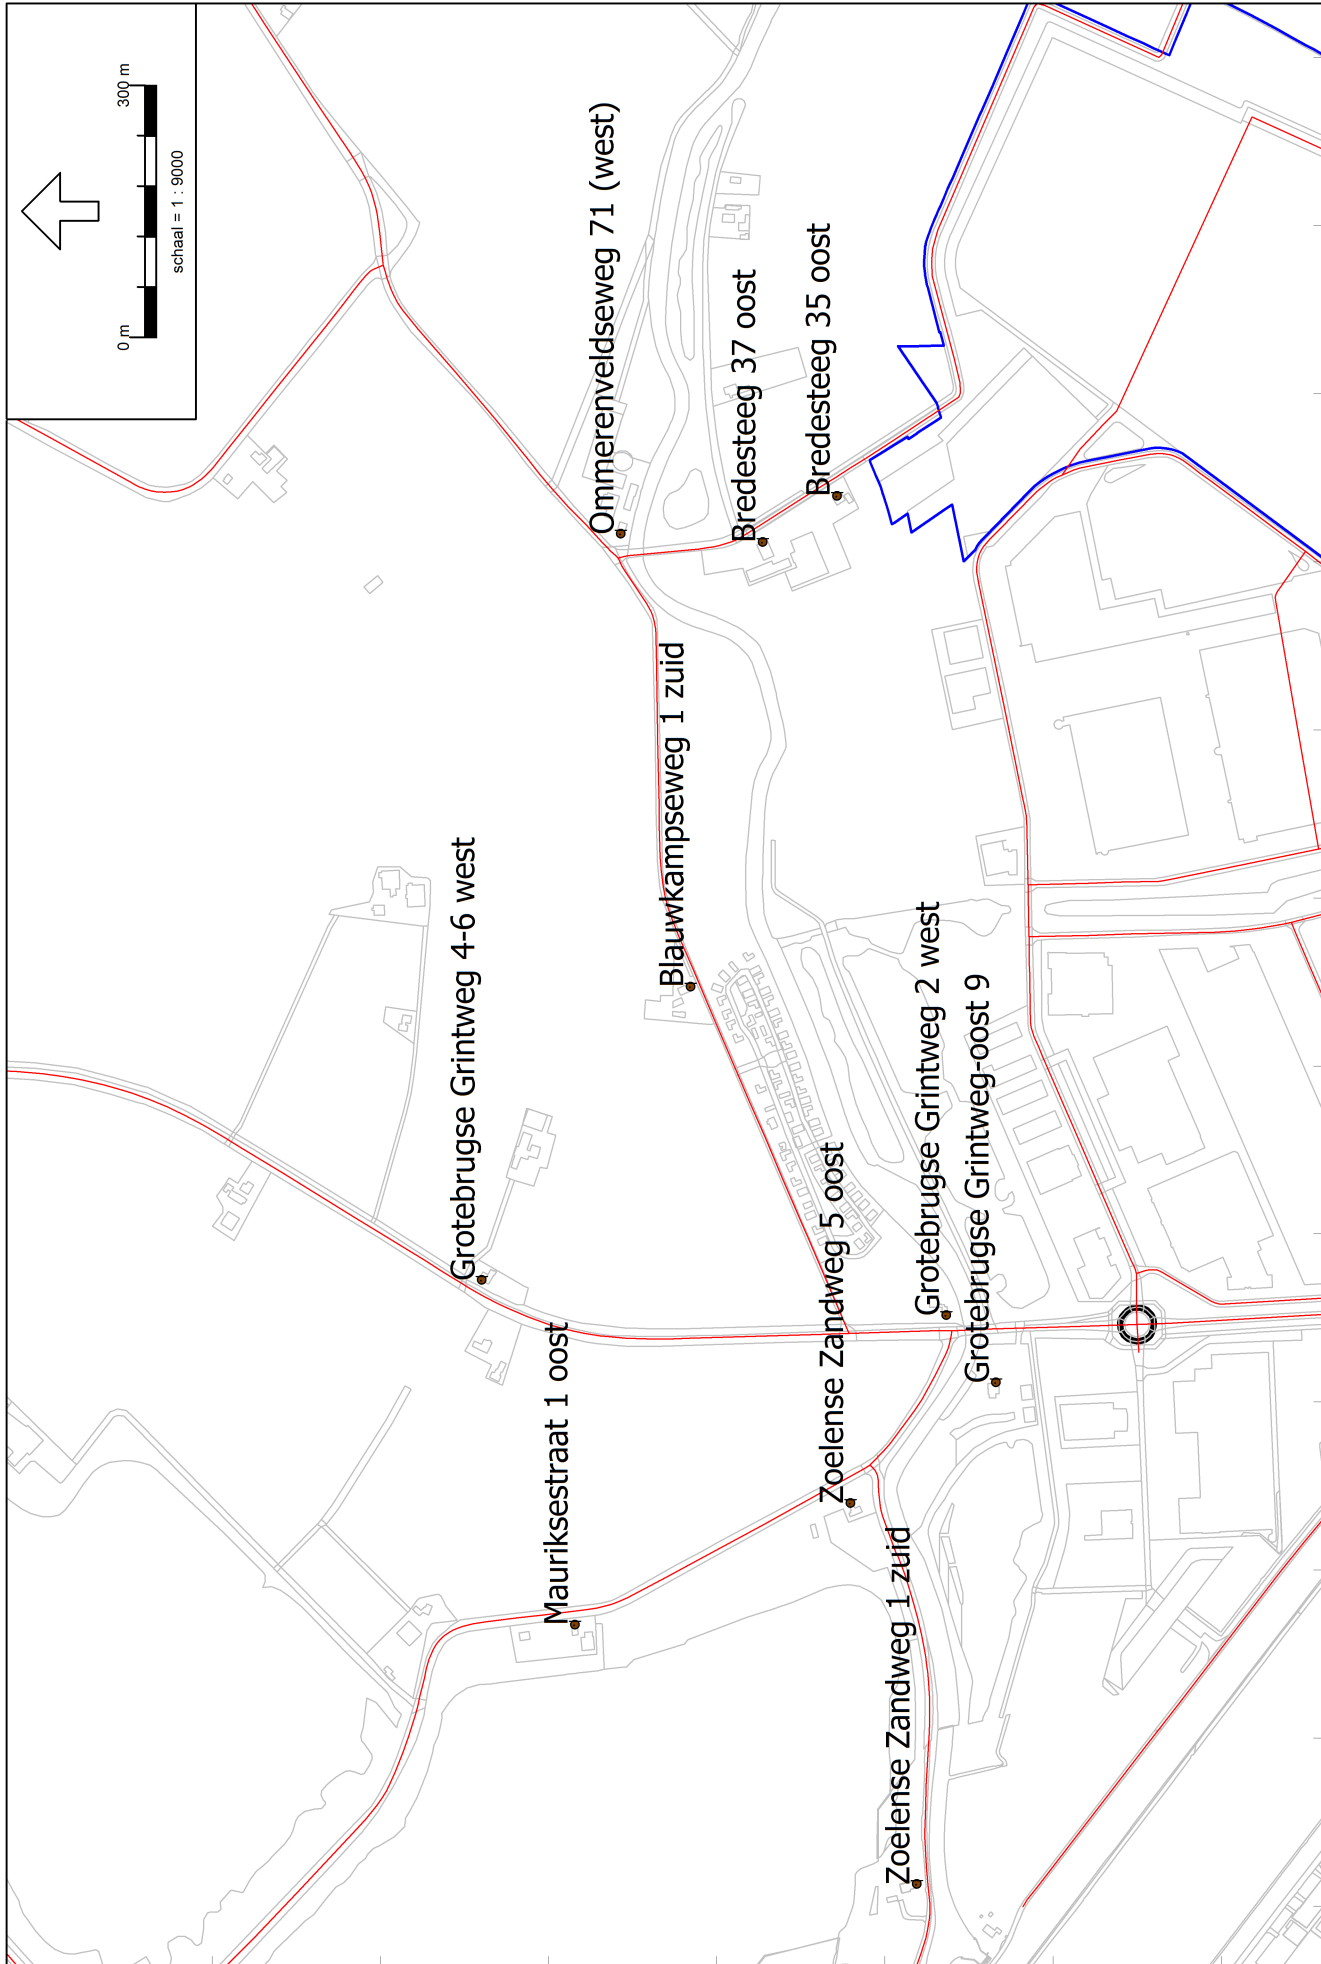 0 m
300 m
schaal = 1 : 9000
Ommerenveldseweg 71 (west)
Bredesteeg 37 oost
Bredesteeg 35 oost
Blauwkampseweg 1 zuid
Grotebrugse Grintweg 4-6 west
Grotebrugse Grintweg 2 west
Grotebrugse Grintweg-oost 9
Mauriksestraat 1 oost
Zoelense Zandweg 5 oost
Zoelense Zandweg 1 zuid